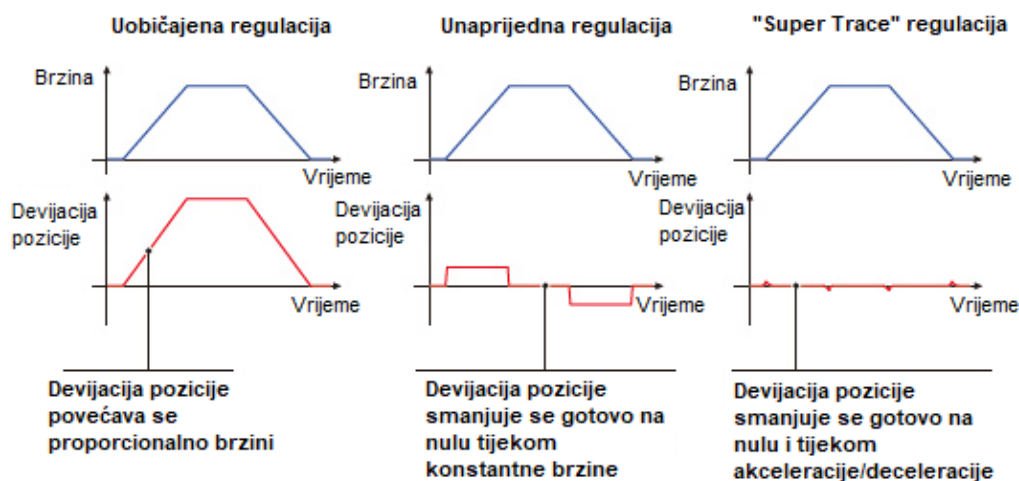 Uobičajena regulacija
Brzina
Vrijeme
Devijacija
pozicije
Vrijeme
Devijacija pozicije
povećava se
proporcionalno brzini
Unaprijedna regulacija
Brzina
Vrijeme
Devijacija
pozicije
Vrijeme
Devijacija pozicije
smanjuje se gotovo na
nulu tijekom
konstantne brzine
"Super Trace" regulacija
Brzina
Vrijeme
Devijacija
pozicije
Vrijeme
Devijacija pozicije
smanjuje se gotovo na
nulu i tijekom
akceleracije/deceleracije